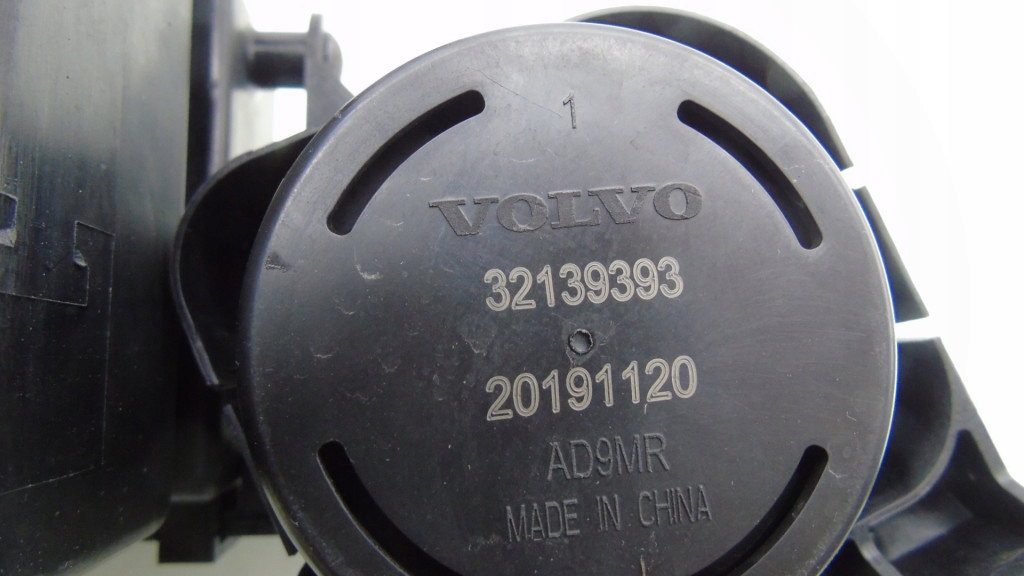 1
VOLVO
32139393
20191120
AD9MR
MADE IN CHINA